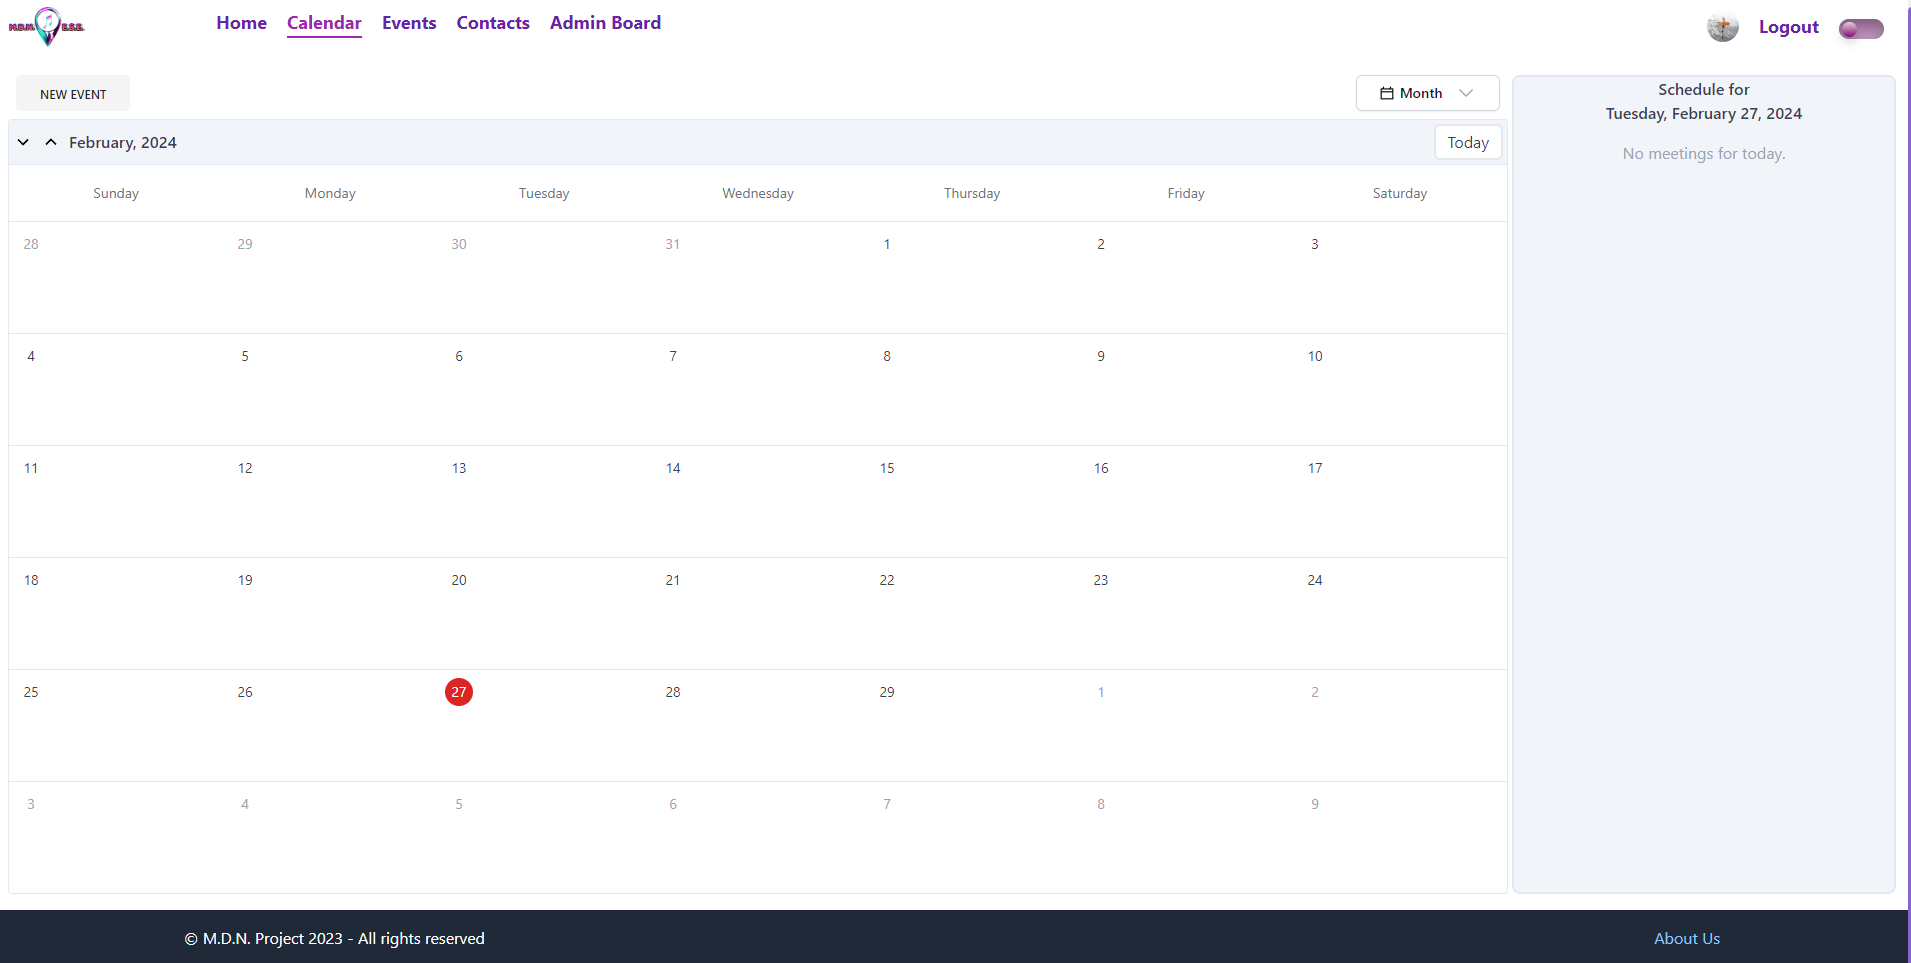 M.D.N. E.S.E.
Home Calendar Events Contacts Admin Board Logout
NEW EVENT Month
February, 2024 Today
Sunday Monday Tuesday Wednesday Thursday Friday Saturday
28 29 30 31 1 2 3
4 5 6 7 8 9 10
11 12 13 14 15 16 17
18 19 20 21 22 23 24
25 26 27 28 29 1 2
3 4 5 6 7 8 9
Schedule for
Tuesday, February 27, 2024
No meetings for today.
© M.D.N. Project 2023 - All rights reserved About Us